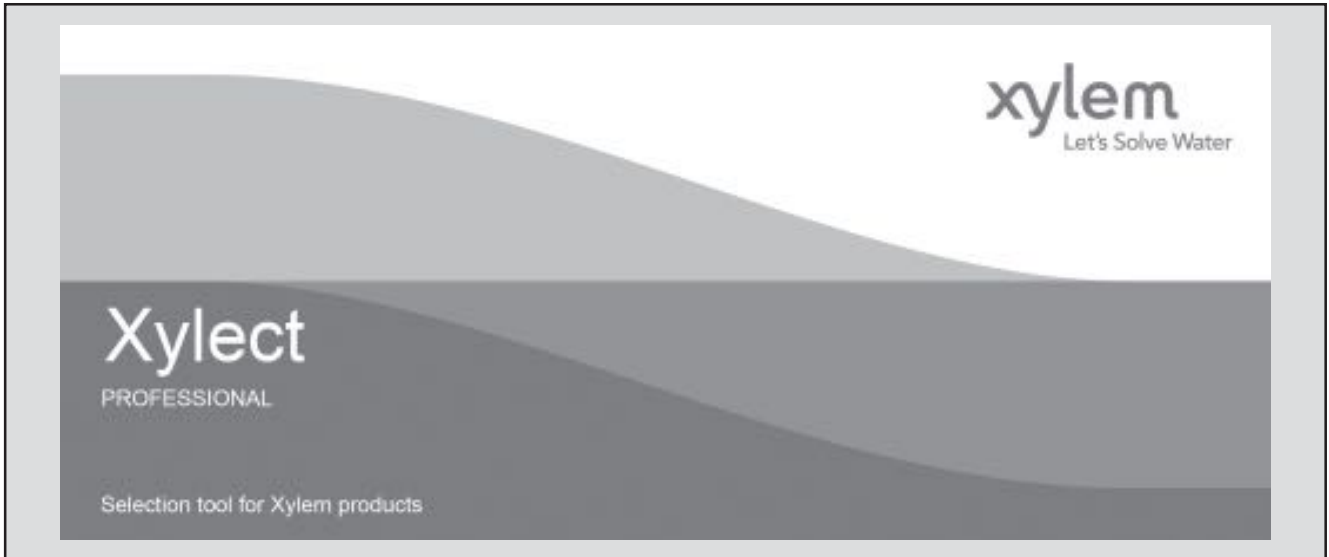 xylem
Let's Solve Water
Xylect
PROFESSIONAL
Selection tool for Xylem products